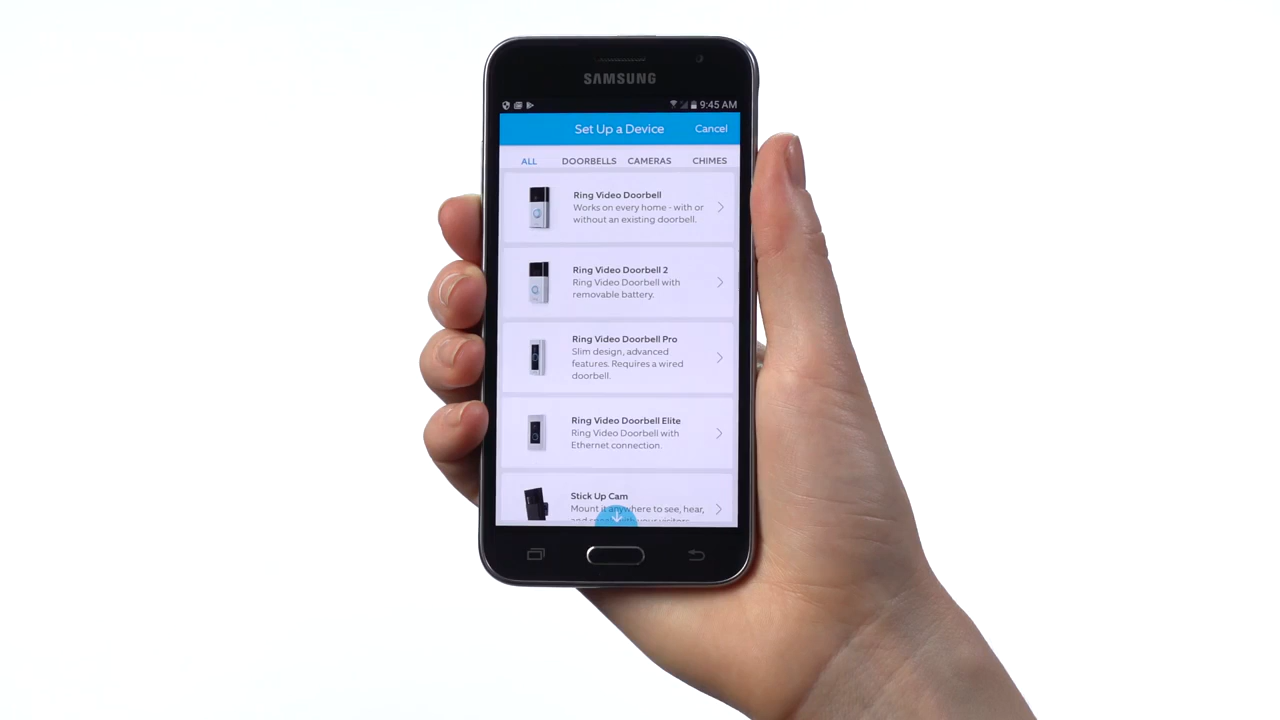 SAMSUNG
9:45 AM
Set Up a Device
Cancel
ALL
DOORBELLS
CAMERAS
CHIMES
Ring Video Doorbell
Works on every home - with or
without an existing doorbell.
Ring Video Doorbell 2
Ring Video Doorbell with
removable battery.
Ring Video Doorbell Pro
Slim design, advanced
features. Requires a wired
doorbell.
Ring Video Doorbell Elite
Ring Video Doorbell with
Ethernet connection.
Stick Up Cam
Mount it anywhere to see, hear,
your visitors